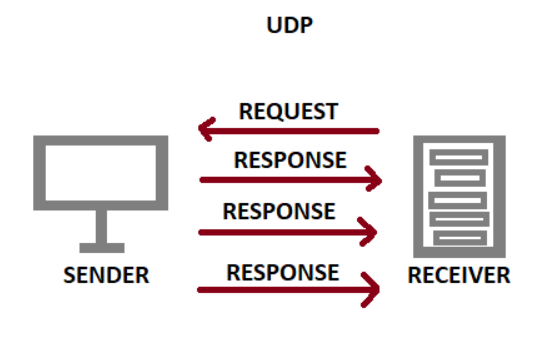 UDP
REQUEST
RESPONSE
RESPONSE
RESPONSE
SENDER
RECEIVER